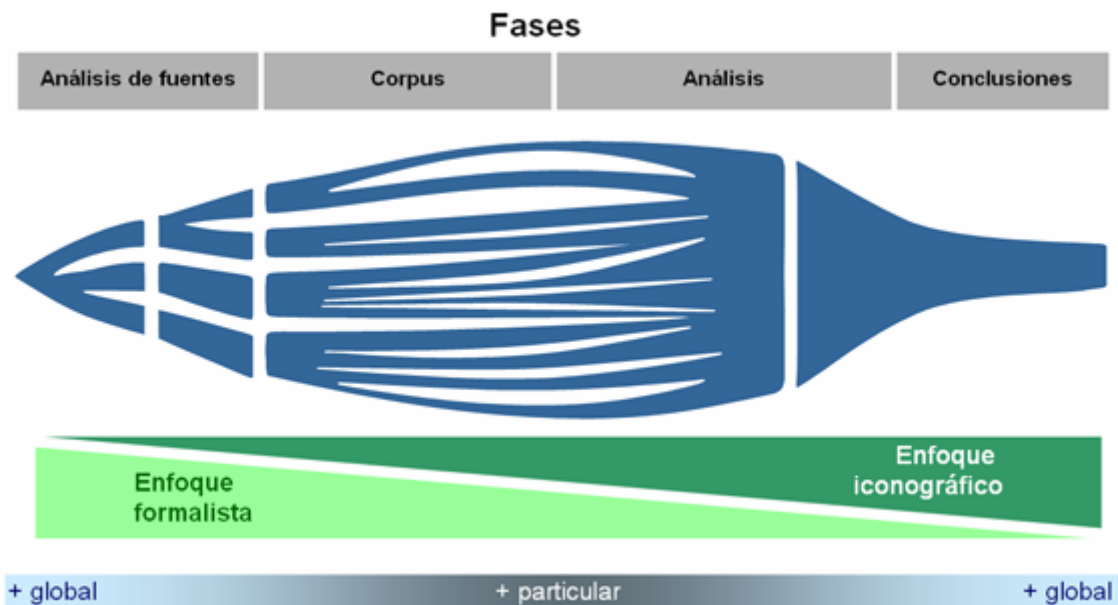 Fases
Análisis de fuentes
Corpus
Análisis
Conclusiones
Enfoque
formalista
Enfoque
iconográfico
+ global
+ particular
+ global